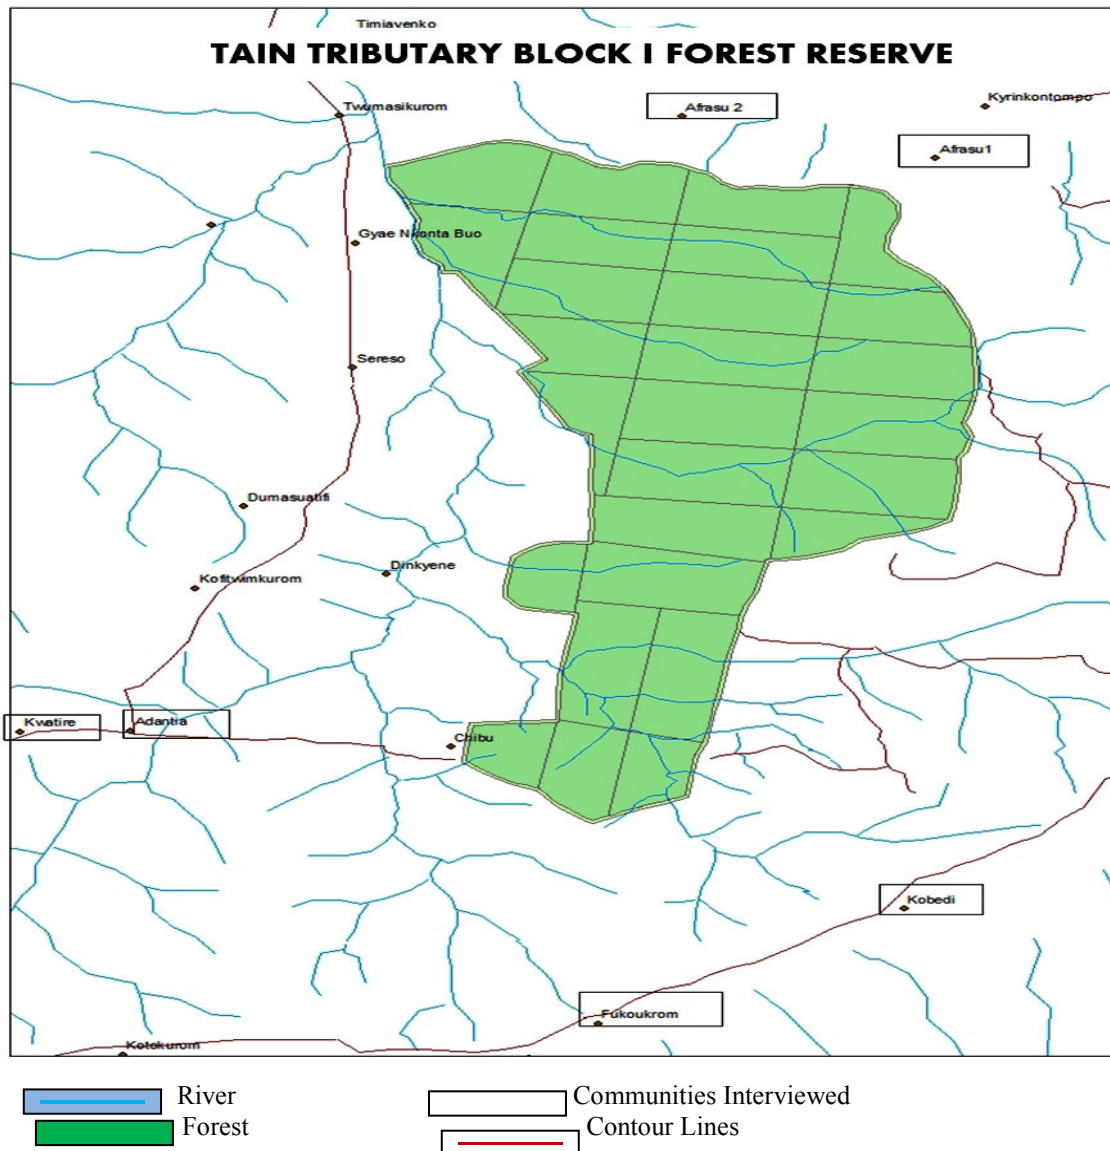 Timiavenko
TAIN TRIBUTARY BLOCK I FOREST RESERVE
Twumasikurom
Afrasu 2
Kyrinkontompo
Afrasu1
Gyae Nkonta Buo
Sereso
Dumasuatifi
Dinkyene
Kofitwimkurom
Kwatire
Adantia
Chibu
Kobedi
Fukoukrom
Kotokurom
River
Communities Interviewed
Forest
Contour Lines